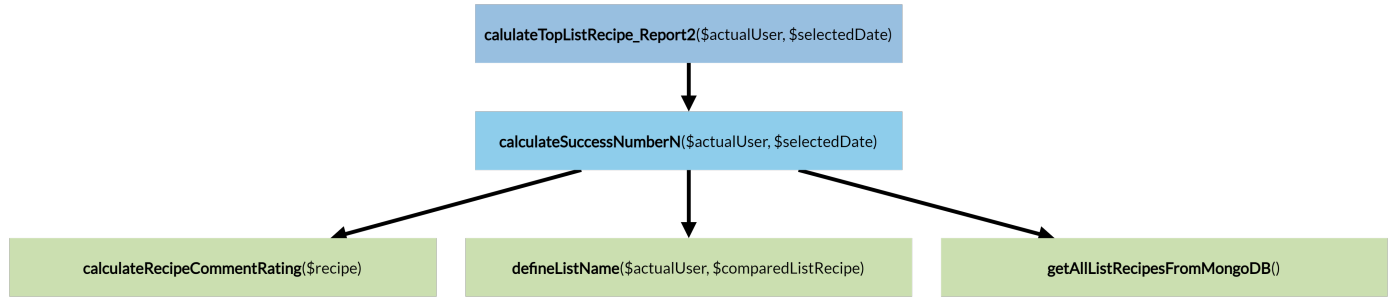 calulateTopListRecipe_Report2($actualUser, $selectedDate)
calculateSuccessNumberN($actualUser, $selectedDate)
calculateRecipeCommentRating($recipe)
defineListName($actualUser, $comparedListRecipe)
getAllListRecipesFromMongoDB()